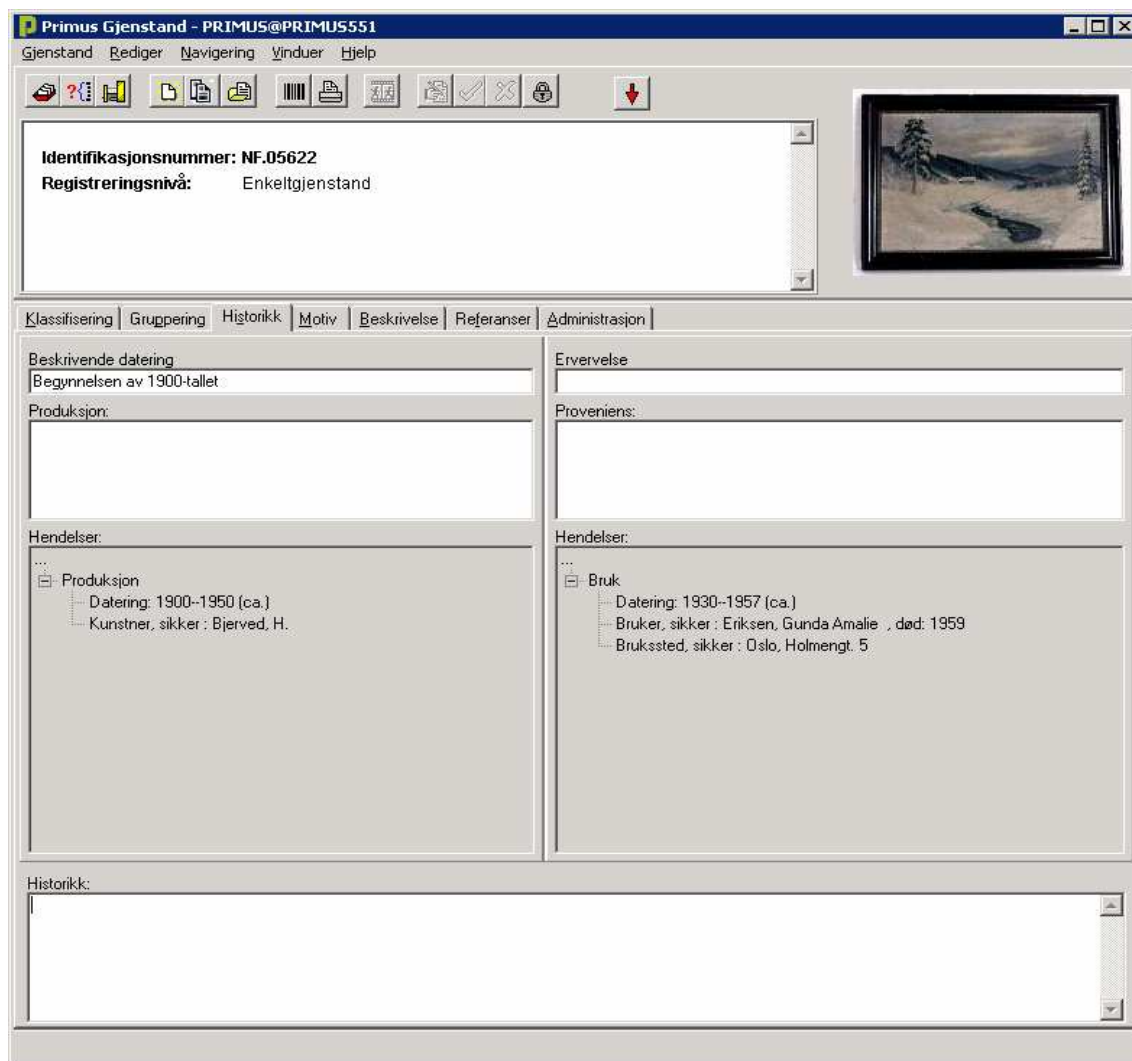 Primus Gjenstand - PRIMUS@PRIMUS551
Gjenstand Rediger Navigering Vinduer Hjelp
Identifikasjonsnummer: NF.05622
Registreringsnivå: Enkeltgjenstand
Klassifisering Gruppering Historikk Motiv Beskrivelse Referanser Administrasjon
Beskrivende datering
Begynnelsen av 1900-tallet
Produksjon:
Hendelser:
...
Produksjon
Datering: 1900--1950 (ca.)
Kunstner, sikker : Bjerved, H.
Ervervelse
Proveniens:
Hendelser:
...
Bruk
Datering: 1930--1957 (ca.)
Bruker, sikker : Eriksen, Gunda Amalie , død: 1959
Brukssted, sikker : Oslo, Holmengt. 5
Historikk: